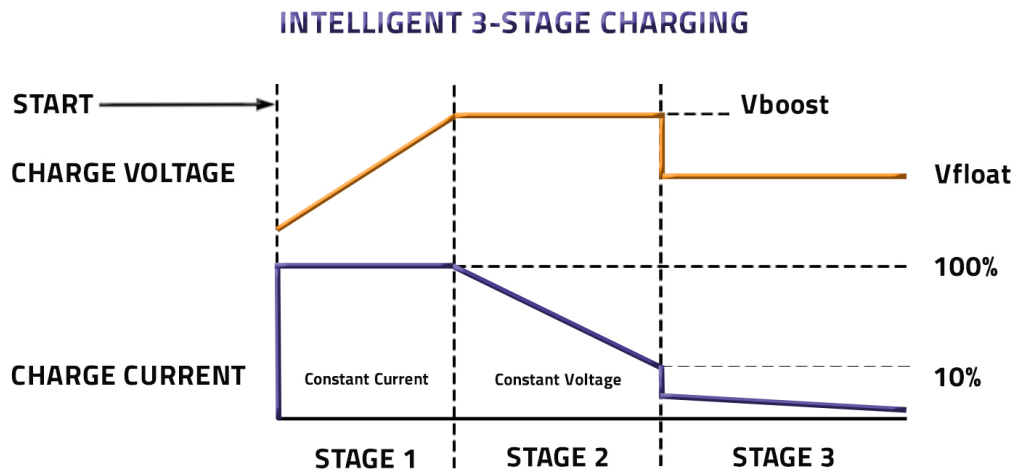 INTELLIGENT 3-STAGE CHARGING
START
Vboost
CHARGE VOLTAGE
Vfloat
100%
CHARGE CURRENT
Constant Current
Constant Voltage
10%
STAGE 1
STAGE 2
STAGE 3